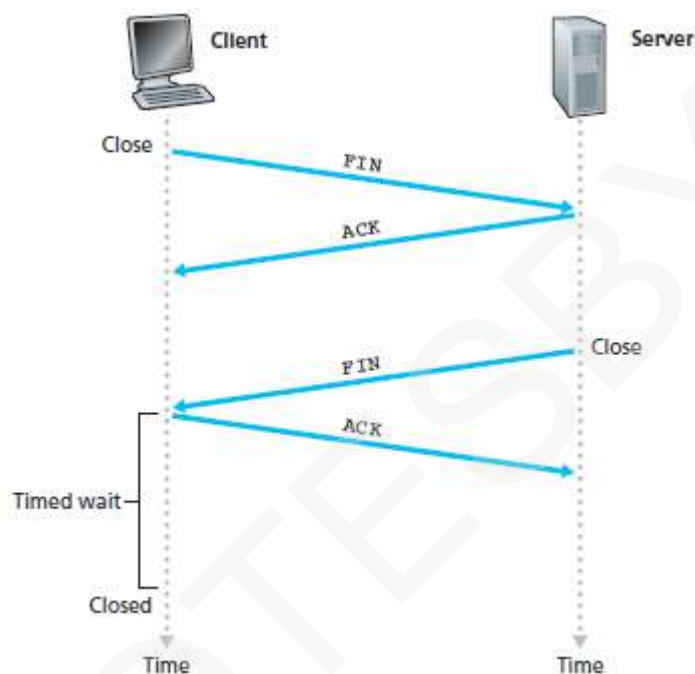 Client
Server
Close
FIN
ACK
Close
FIN
ACK
Timed wait
Closed
Time
Time